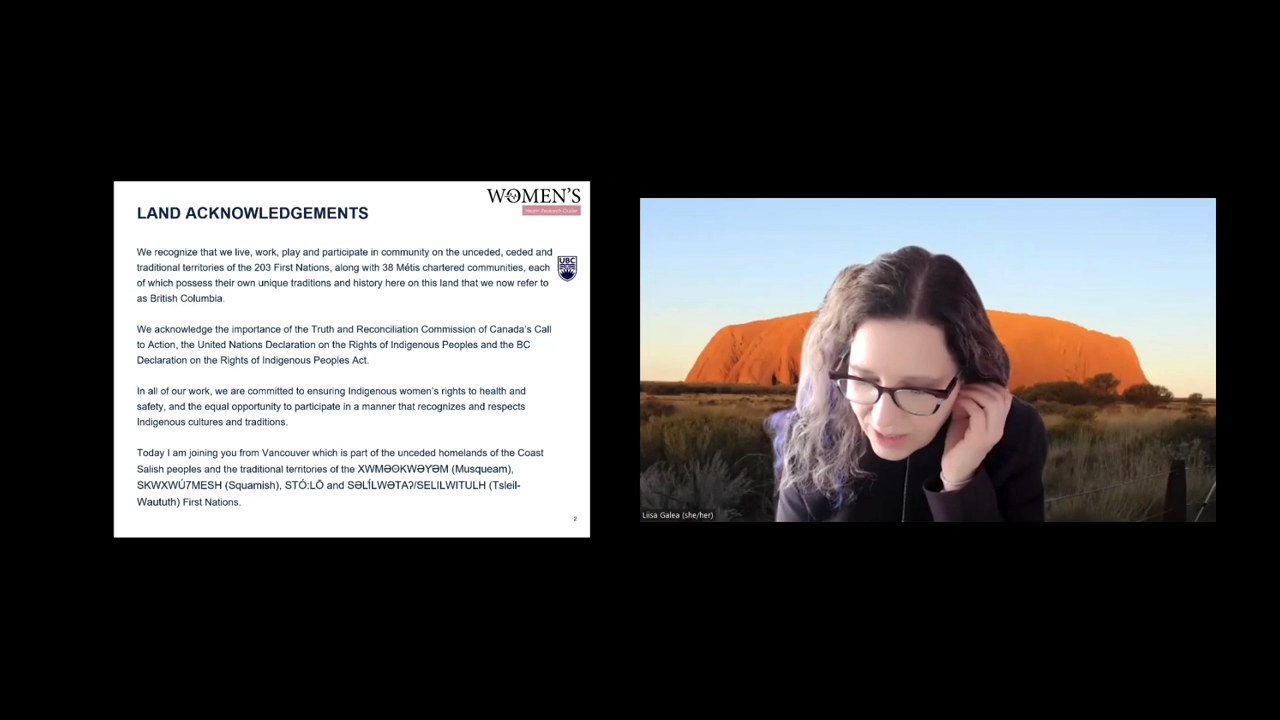 WOMEN'S
Health Research Cluster
LAND ACKNOWLEDGEMENTS
We recognize that we live, work, play and participate in community on the unceded, ceded and
traditional territories of the 203 First Nations, along with 38 Métis chartered communities, each
of which possess their own unique traditions and history here on this land that we now refer to
as British Columbia.
UBC
We acknowledge the importance of the Truth and Reconciliation Commission of Canada's Call
to Action, the United Nations Declaration on the Rights of Indigenous Peoples and the BC
Declaration on the Rights of Indigenous Peoples Act.
In all of our work, we are committed to ensuring Indigenous women's rights to health and
safety, and the equal opportunity to participate in a manner that recognizes and respects
Indigenous cultures and traditions.
Today I am joining you from Vancouver which is part of the unceded homelands of the Coast
Salish peoples and the traditional territories of the XWMƏΘKWƏY̓ƏM (Musqueam),
SKWXWÚ7MESH (Squamish), STÓ:LŌ and SƏL̓ÍLWƏTAʔ/SELILWITULH (Tsleil-
Waututh) First Nations.
2
Liisa Galea (she/her)